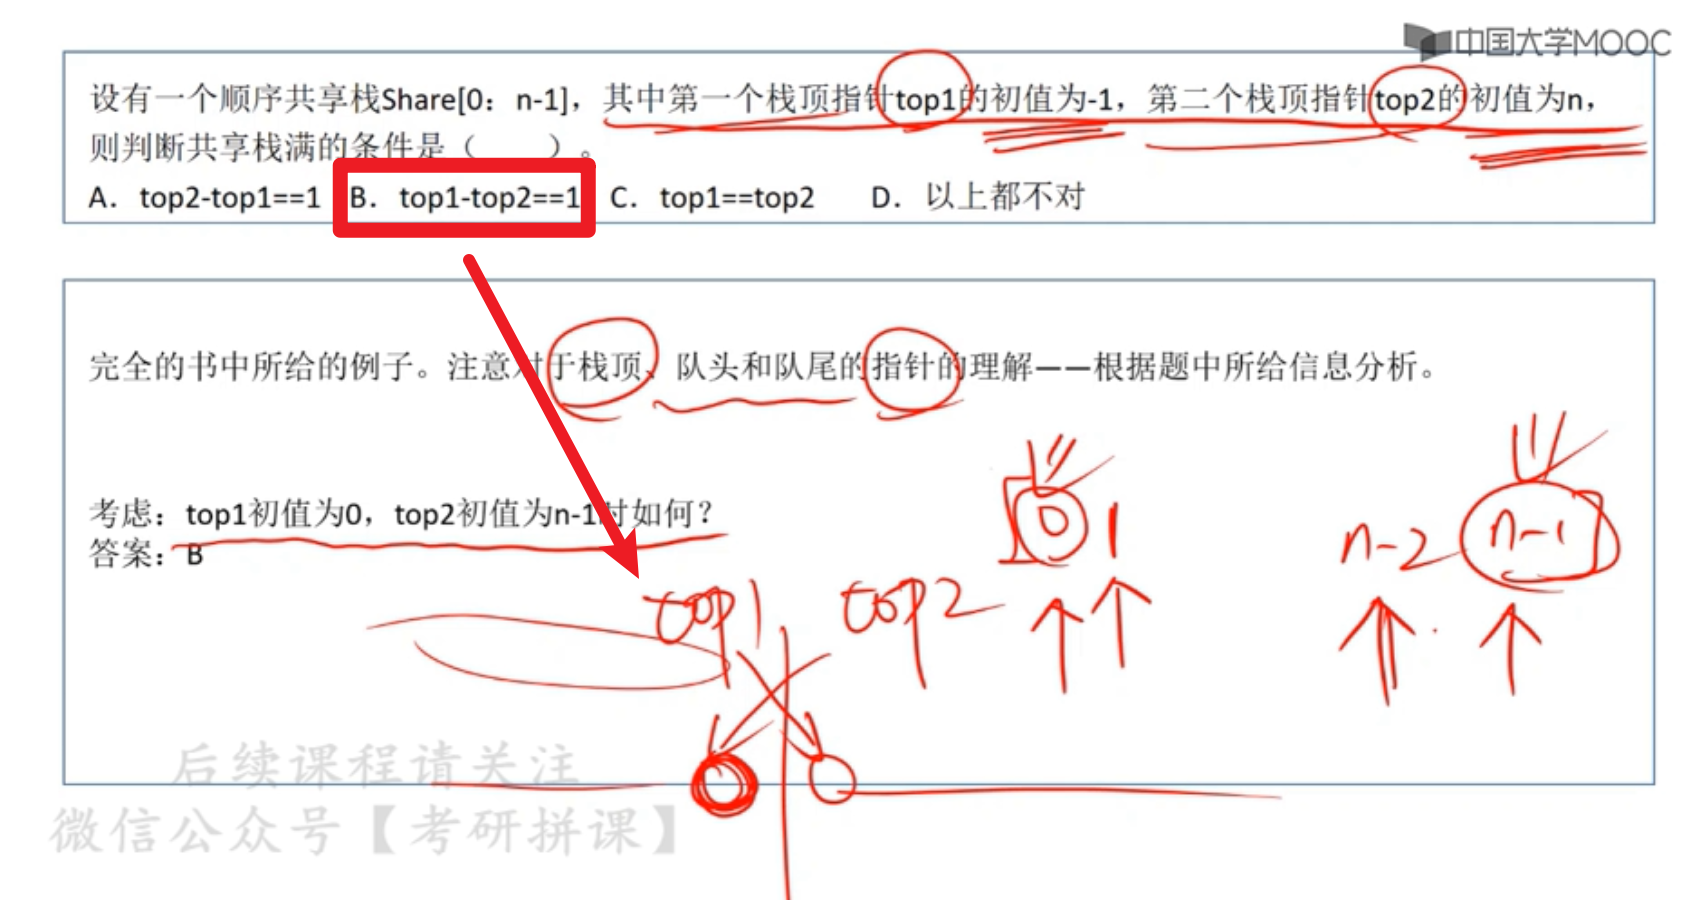 中国大学MOOC
设有一个顺序共享栈Share[0：n-1]，其中第一个栈顶指针top1的初值为-1，第二个栈顶指针top2的初值为n，
则判断共享栈满的条件是（ ）。
A．top2-top1==1 B．top1-top2==1 C．top1==top2 D．以上都不对
完全的书中所给的例子。注意对于栈顶、队头和队尾的指针的理解——根据题中所给信息分析。
考虑：top1初值为0，top2初值为n-1时如何？
答案：B
0 1 n-2 n-1
top1 top2
后续课程请关注
微信公众号【考研拼课】